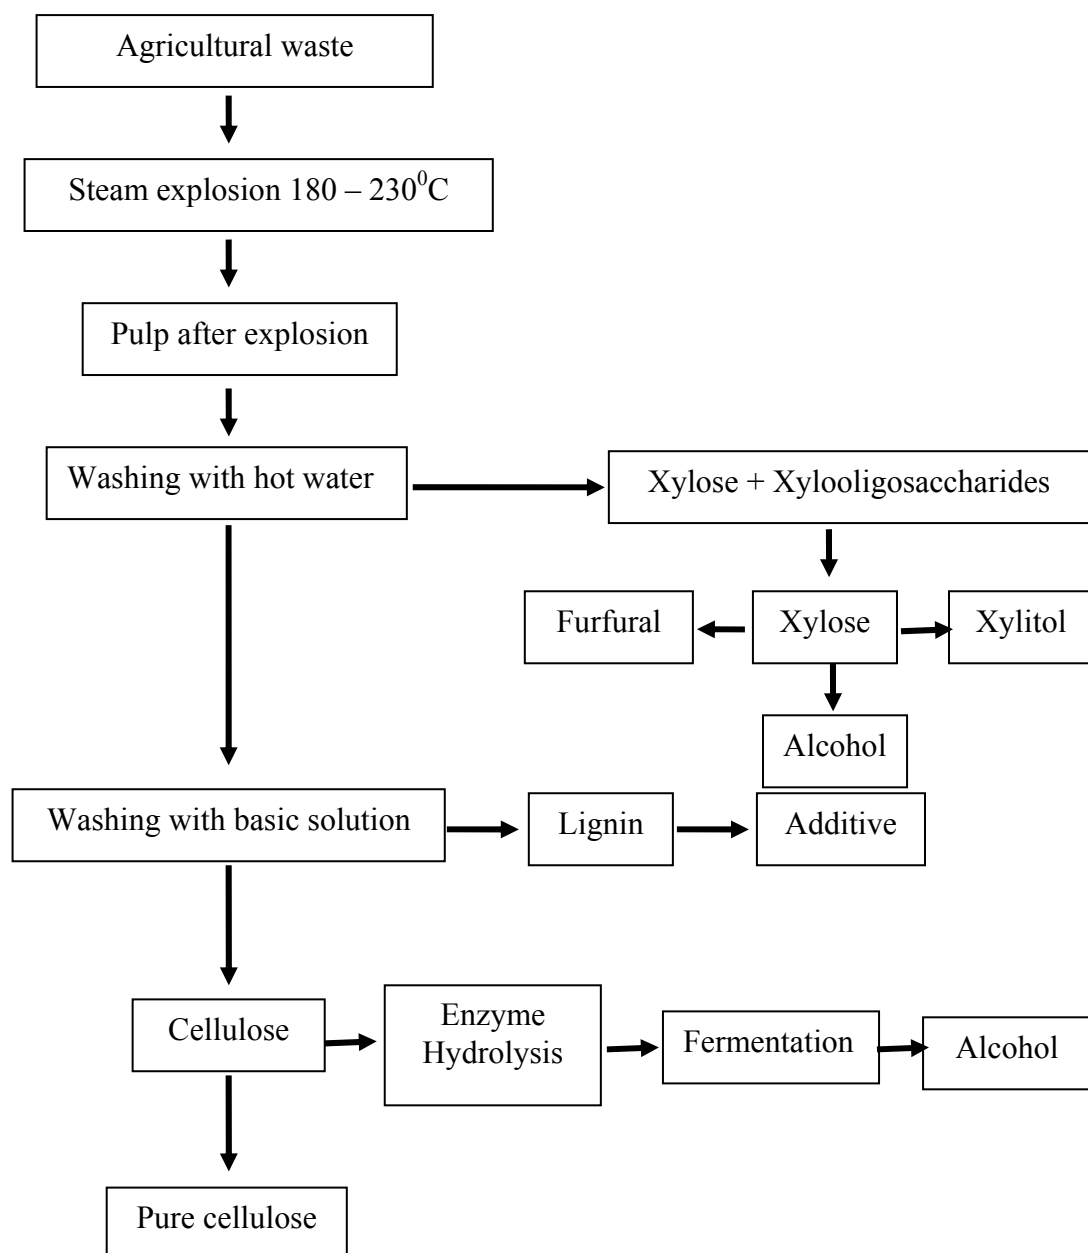 Agricultural waste
Steam explosion 180 – 230⁰C
Pulp after explosion
Washing with hot water
Xylose + Xylooligosaccharides
Furfural
Xylose
Xylitol
Alcohol
Washing with basic solution
Lignin
Additive
Cellulose
Enzyme
Hydrolysis
Fermentation
Alcohol
Pure cellulose